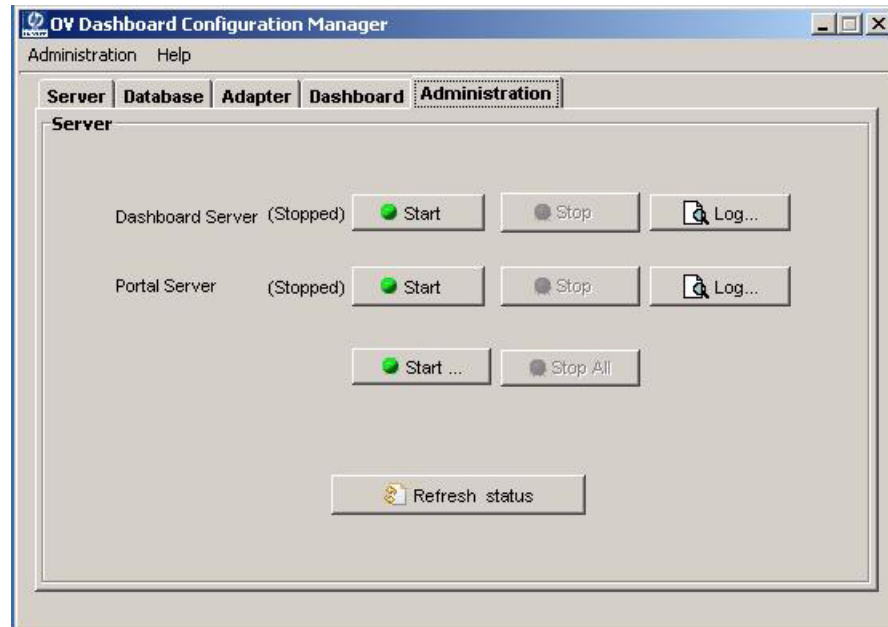 OV Dashboard Configuration Manager
Administration Help
Server Database Adapter Dashboard Administration
Server
Dashboard Server (Stopped) Start Stop Log...
Portal Server (Stopped) Start Stop Log...
Start ... Stop All
Refresh status